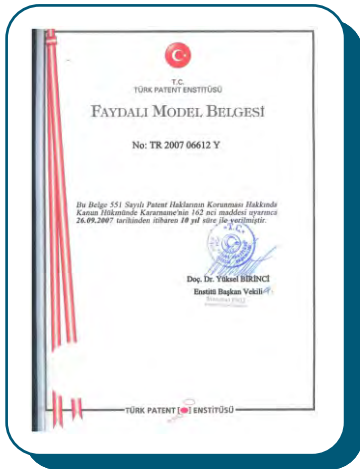 T.C.
TÜRK PATENT ENSTİTÜSÜ
FAYDALI MODEL BELGESİ
No: TR 2007 06612 Y
Bu Belge 551 Sayılı Patent Haklarının Korunması Hakkında
Kanun Hükmünde Kararname'nin 162 nci maddesi uyarınca
26.09.2007 tarihinden itibaren 10 yıl süre ile verilmiştir.
T.C.
Doç. Dr. Yüksel BİRİNCİ
Enstitü Başkan Vekili
TÜRK PATENT ENSTİTÜSÜ